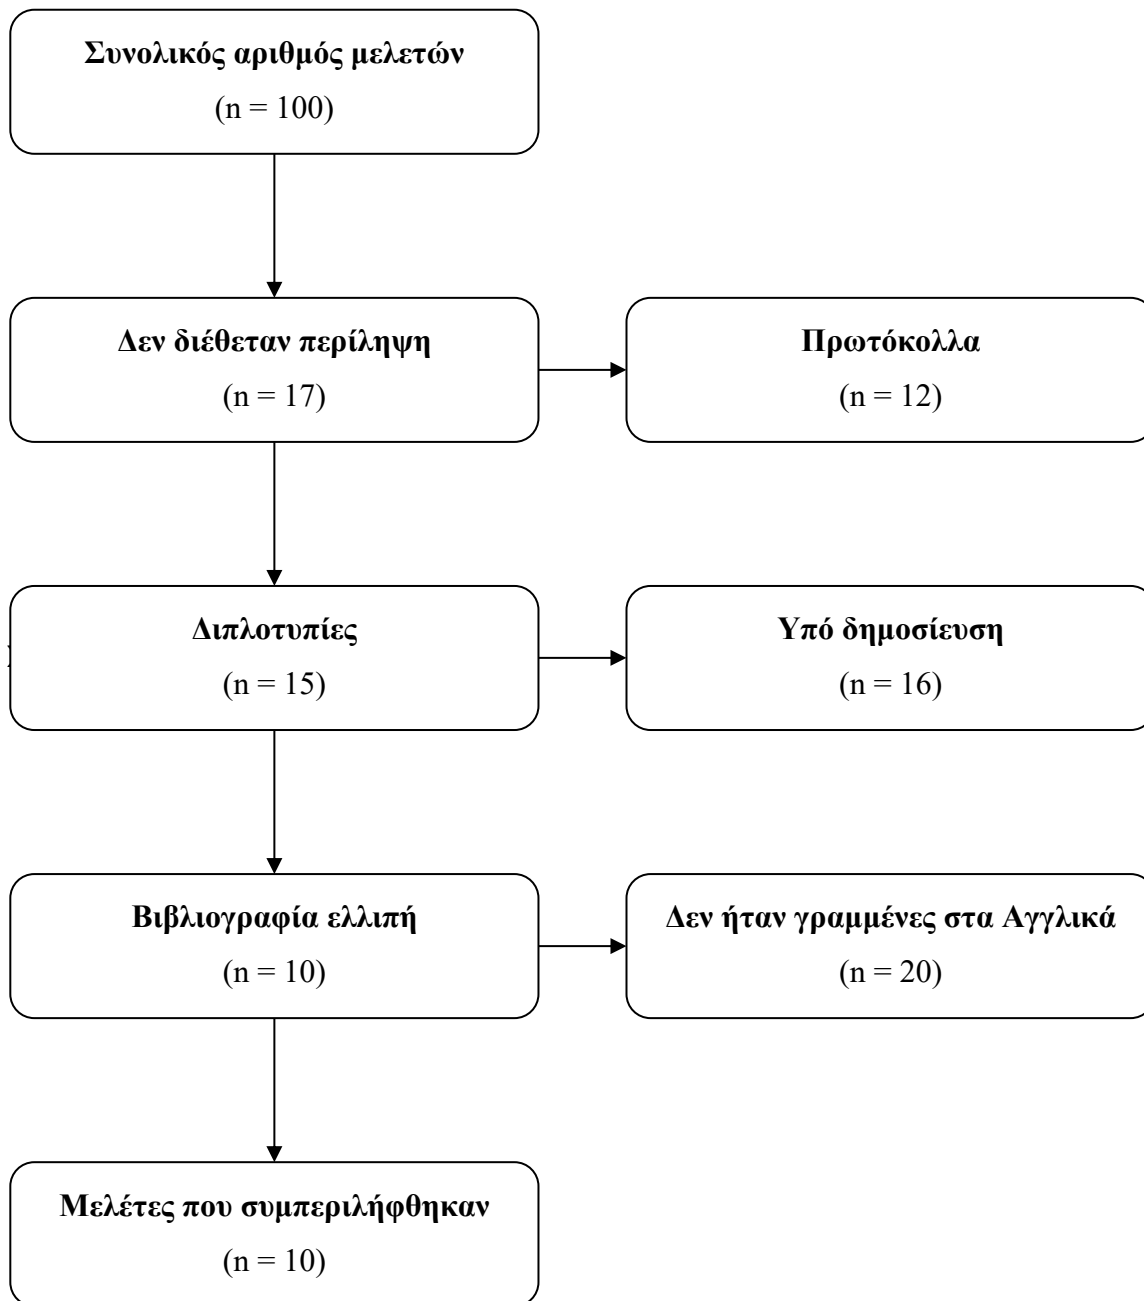 Συνολικός αριθμός μελετών
(n = 100)
Δεν διέθεταν περίληψη
(n = 17)
Πρωτόκολλα
(n = 12)
Διπλοτυπίες
(n = 15)
Υπό δημοσίευση
(n = 16)
Βιβλιογραφία ελλιπή
(n = 10)
Δεν ήταν γραμμένες στα Αγγλικά
(n = 20)
Μελέτες που συμπεριλήφθηκαν
(n = 10)